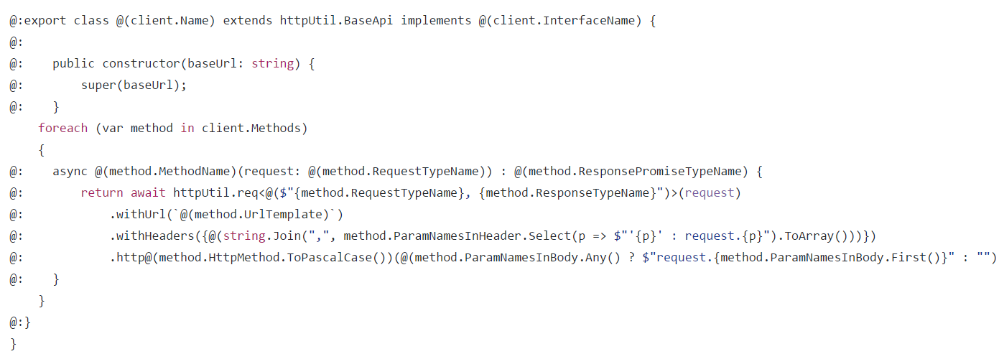 @:export class @(client.Name) extends httpUtil.BaseApi implements @(client.InterfaceName) {
@:
@:    public constructor(baseUrl: string) {
@:        super(baseUrl);
@:    }
    foreach (var method in client.Methods)
    {
@:    async @(method.MethodName)(request: @(method.RequestTypeName)) : @(method.ResponsePromiseTypeName) {
@:        return await httpUtil.req<@($"{method.RequestTypeName}, {method.ResponseTypeName}")>(request)
@:            .withUrl(`@(method.UrlTemplate)`)
@:            .withHeaders({@(string.Join(",", method.ParamNamesInHeader.Select(p => $"'{p}' : request.{p}").ToArray()))})
@:            .http@(method.HttpMethod.ToPascalCase())(@(method.ParamNamesInBody.Any() ? $"request.{method.ParamNamesInBody.First()}" : "")
@:    }
    }
@:}
}